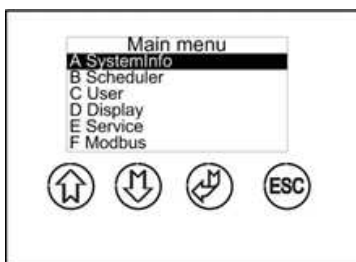 Main menu
A SystemInfo
B Scheduler
C User
D Display
E Service
F Modbus
ESC